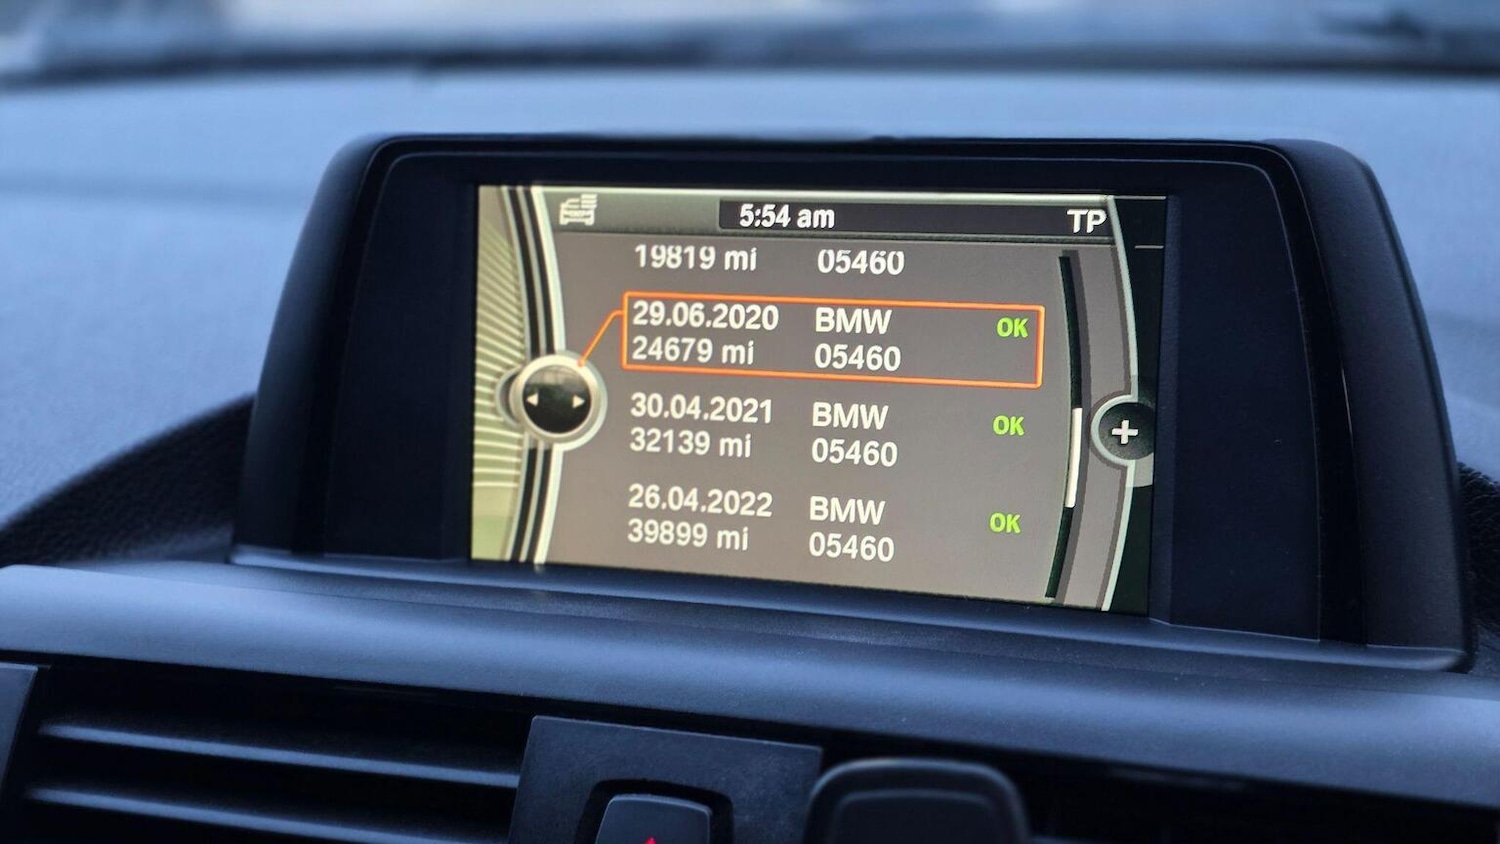 5:54 am TP
19819 mi 05460
29.06.2020 BMW OK
24679 mi 05460
30.04.2021 BMW OK
32139 mi 05460
26.04.2022 BMW OK
39899 mi 05460